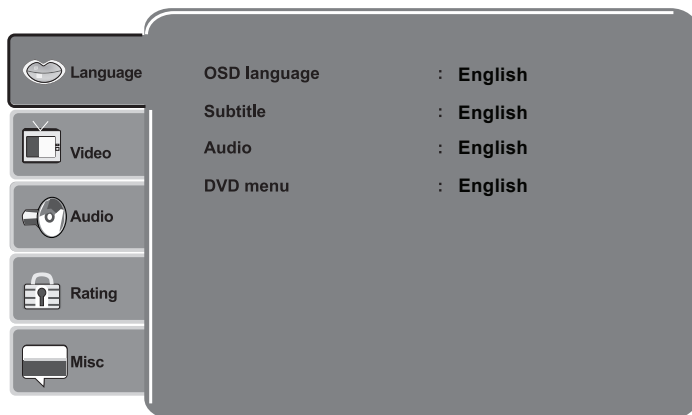 Language
Video
Audio
Rating
Misc
OSD language : English
Subtitle : English
Audio : English
DVD menu : English